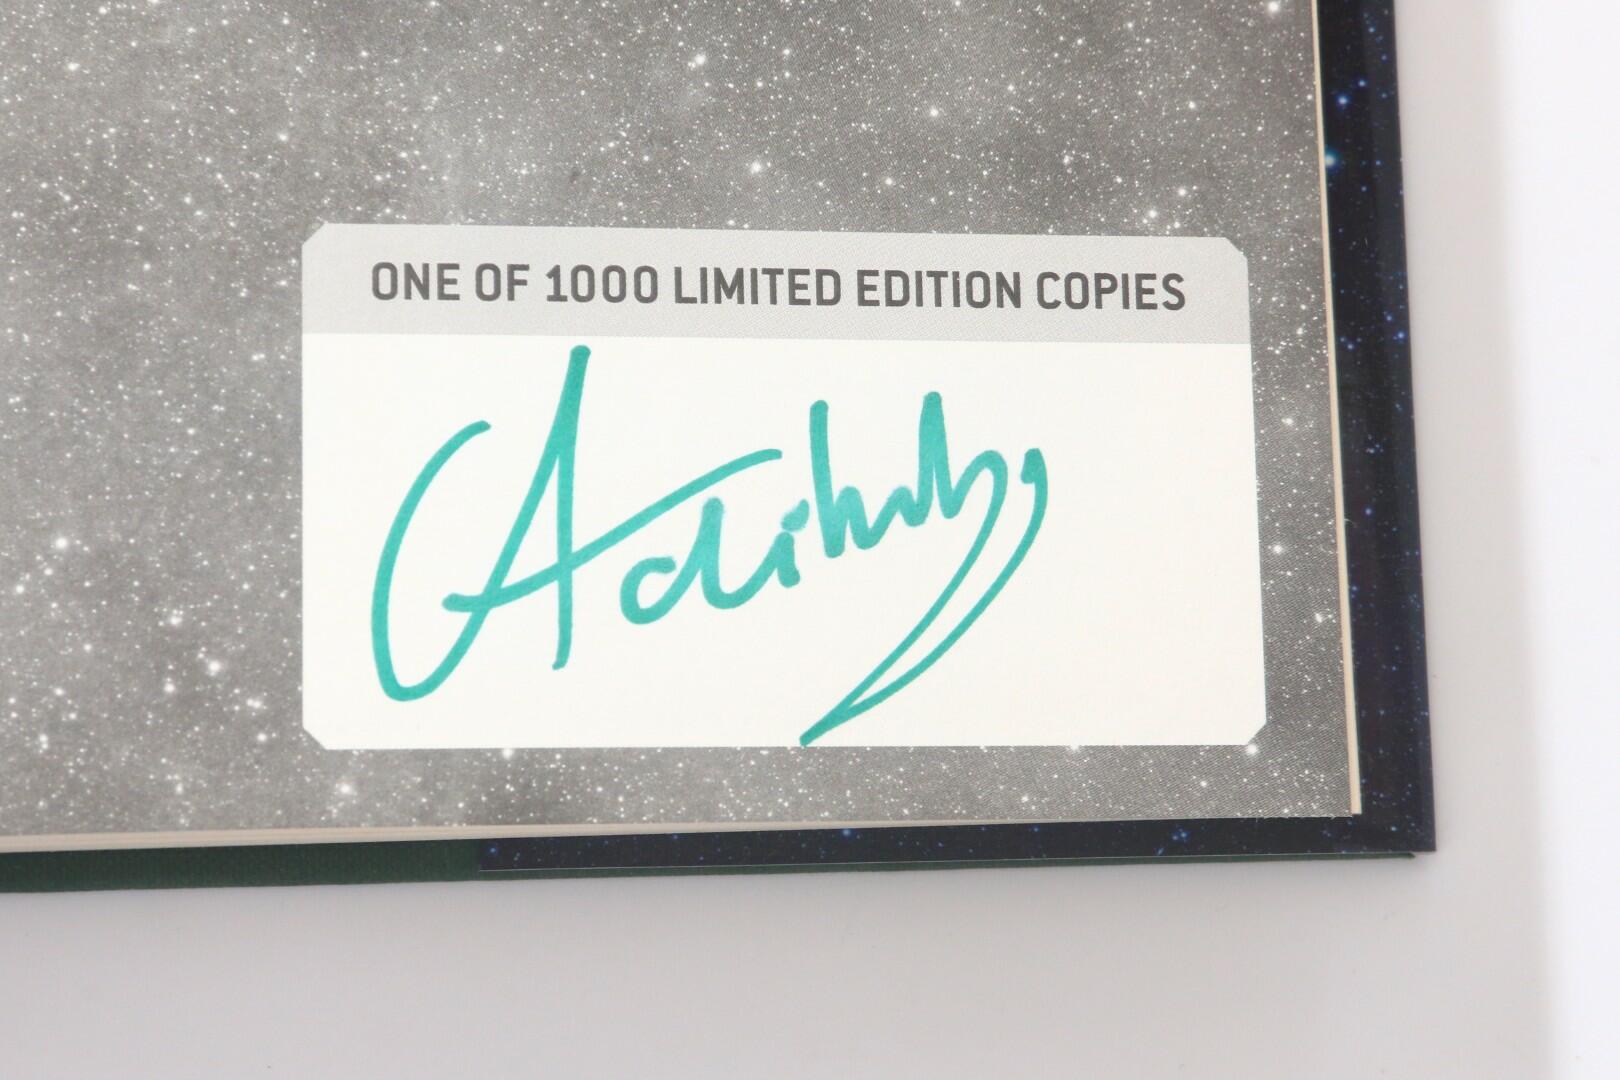 ONE OF 1000 LIMITED EDITION COPIES